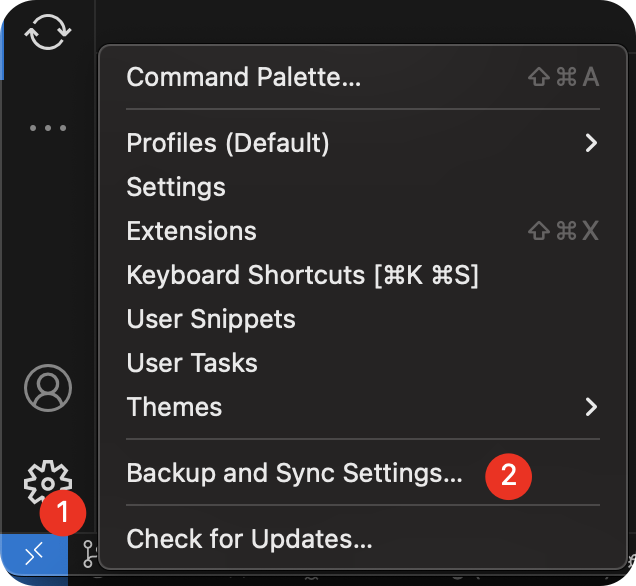 Command Palette... ⇧⌘A
Profiles (Default)
Settings
Extensions ⇧⌘X
Keyboard Shortcuts [⌘K ⌘S]
User Snippets
User Tasks
Themes
Backup and Sync Settings... 2
1
Check for Updates...